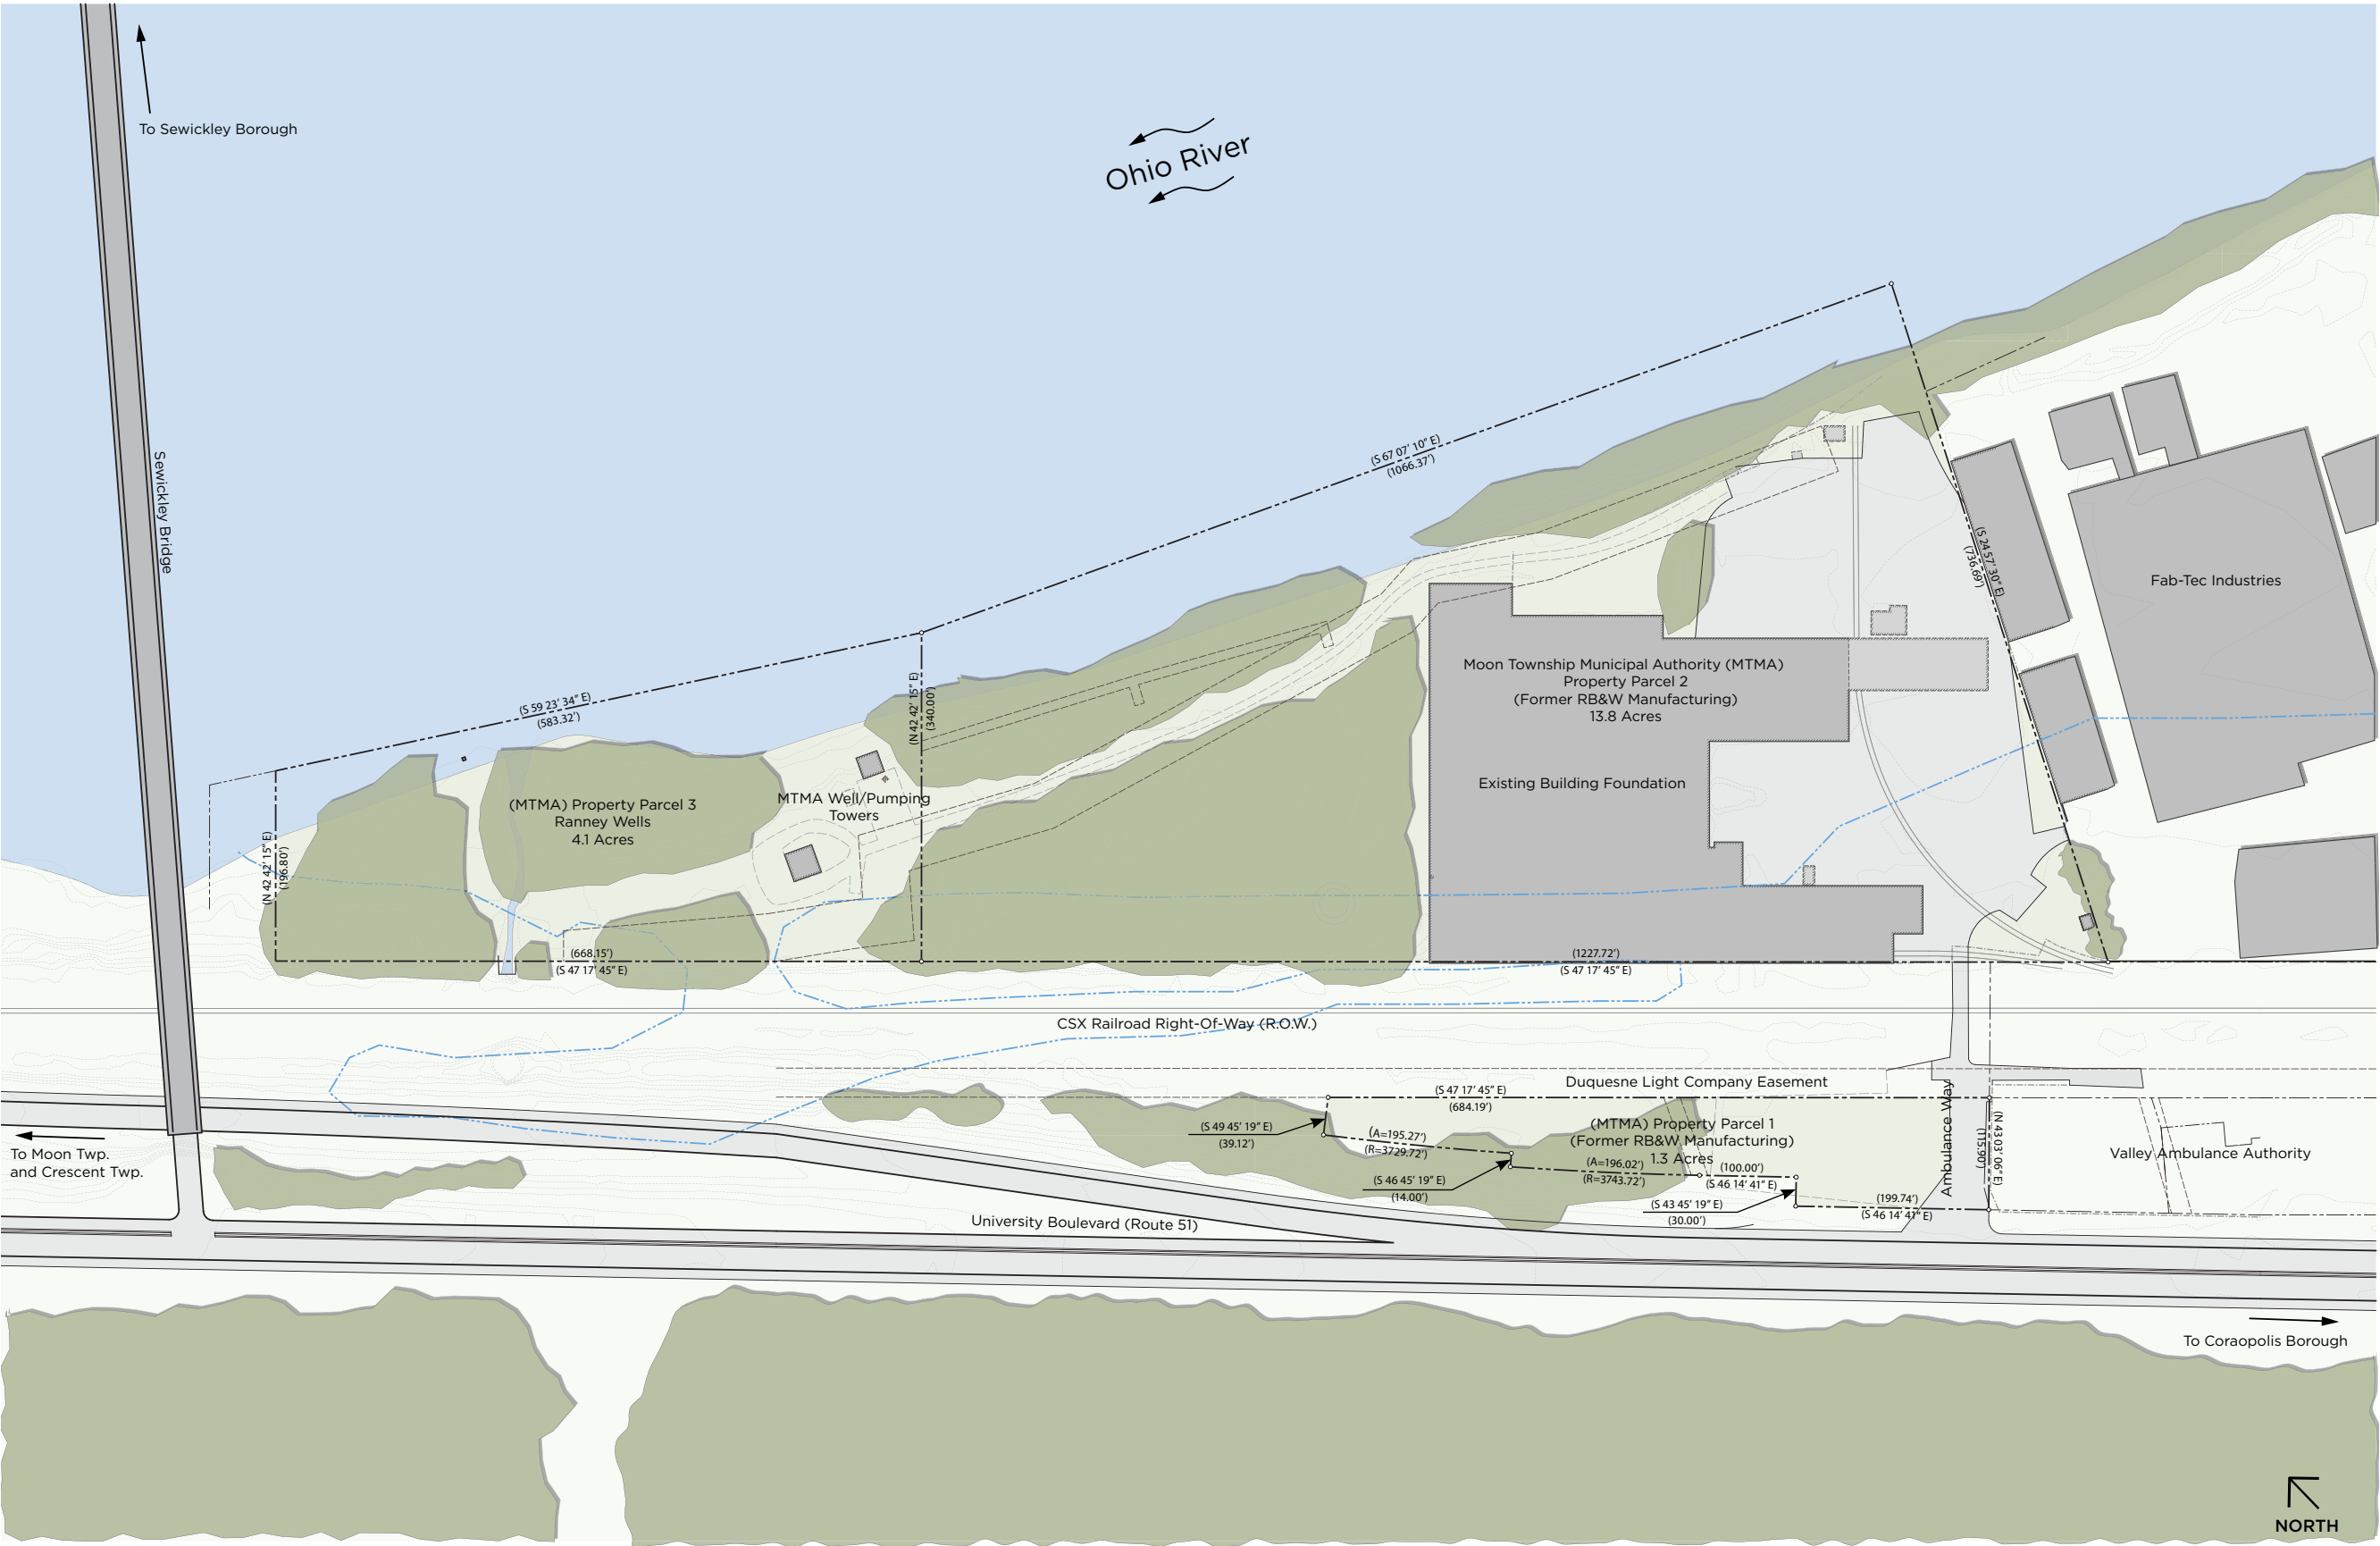 To Sewickley Borough
Ohio River
Sewickley Bridge
(S 67 07' 10" E)
(1066.37')
(S 24 57' 30" E)
(736.69')
Fab-Tec Industries
(S 59 23' 34" E)
(583.32')
(N 42 42' 15" E)
(340.00')
Moon Township Municipal Authority (MTMA)
Property Parcel 2
(Former RB&W Manufacturing)
13.8 Acres
Existing Building Foundation
(MTMA) Property Parcel 3
Ranney Wells
4.1 Acres
MTMA Well/Pumping
Towers
(N 42 42' 15" E)
(196.80')
(668.15')
(S 47 17' 45" E)
(1227.72')
(S 47 17' 45" E)
CSX Railroad Right-Of-Way (R.O.W.)
Duquesne Light Company Easement
(S 47 17' 45" E)
(684.19')
(S 49 45' 19" E)
(39.12')
(A=195.27')
(R=3729.72')
(MTMA) Property Parcel 1
(Former RB&W Manufacturing)
1.3 Acres
(A=196.02')
(R=3743.72')
(100.00')
(S 46 14' 41" E)
(S 46 45' 19" E)
(14.00')
(S 43 45' 19" E)
(30.00')
(199.74')
(S 46 14' 41" E)
Ambulance Way
(N 43 03' 06" E)
(115.90')
Valley Ambulance Authority
To Moon Twp.
and Crescent Twp.
University Boulevard (Route 51)
To Coraopolis Borough
NORTH